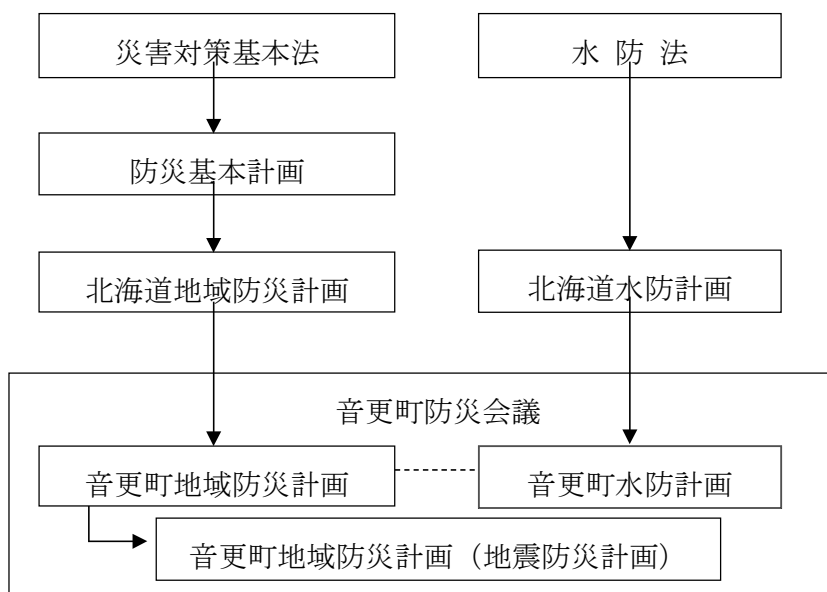 災害対策基本法
水 防 法
防災基本計画
北海道地域防災計画
北海道水防計画
音更町防災会議
音更町地域防災計画
音更町水防計画
音更町地域防災計画（地震防災計画）